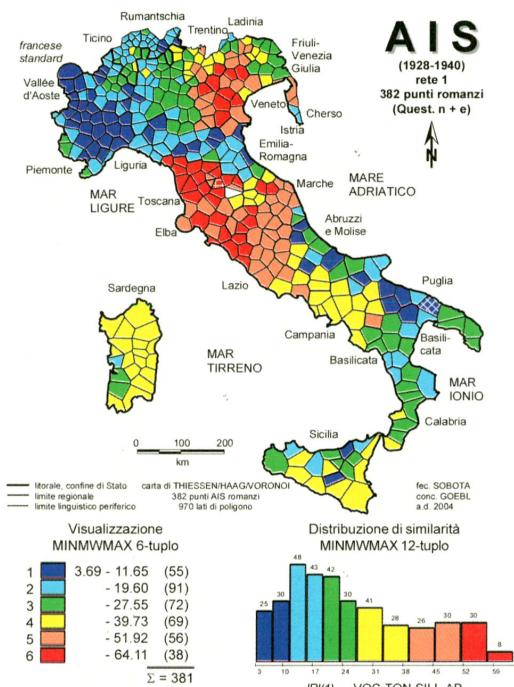 Rumantschia
Ladinia
Ticino
Trentino
francese
standard
Friuli-
Venezia
Giulia
Vallée
d'Aoste
Veneto
Cherso
Istria
Emilia-
Romagna
Piemonte
Liguria
MAR
LIGURE
Toscana
Elba
Marche
MARE
ADRIATICO
Abruzzi
e Molise
Lazio
Puglia
Sardegna
Campania
Basili-
cata
Basilicata
MAR
TIRRENO
MAR
IONIO
Calabria
Sicilia
AIS
(1928-1940)
rete 1
382 punti romanzi
(Quest. n + e)
N
0 100 200
km
litorale, confine di Stato
limite regionale
limite linguistico periferico
carta di THIESSEN/HAAG/VORONOI
382 punti AIS romanzi
970 lati di poligono
fec. SOBOTA
conc. GOEBL
a.d. 2004
Visualizzazione
MINMWMAX 6-tuplo
1 3.69 - 11.65 (55)
2 - 19.60 (91)
3 - 27.55 (72)
4 - 39.73 (69)
5 - 51.92 (56)
6 - 64.11 (38)
Σ = 381
Distribuzione di similarità
MINMWMAX 12-tuplo
25 30 48 43 42 30 41 28 26 30 30 8
3 10 17 24 31 38 45 52 59